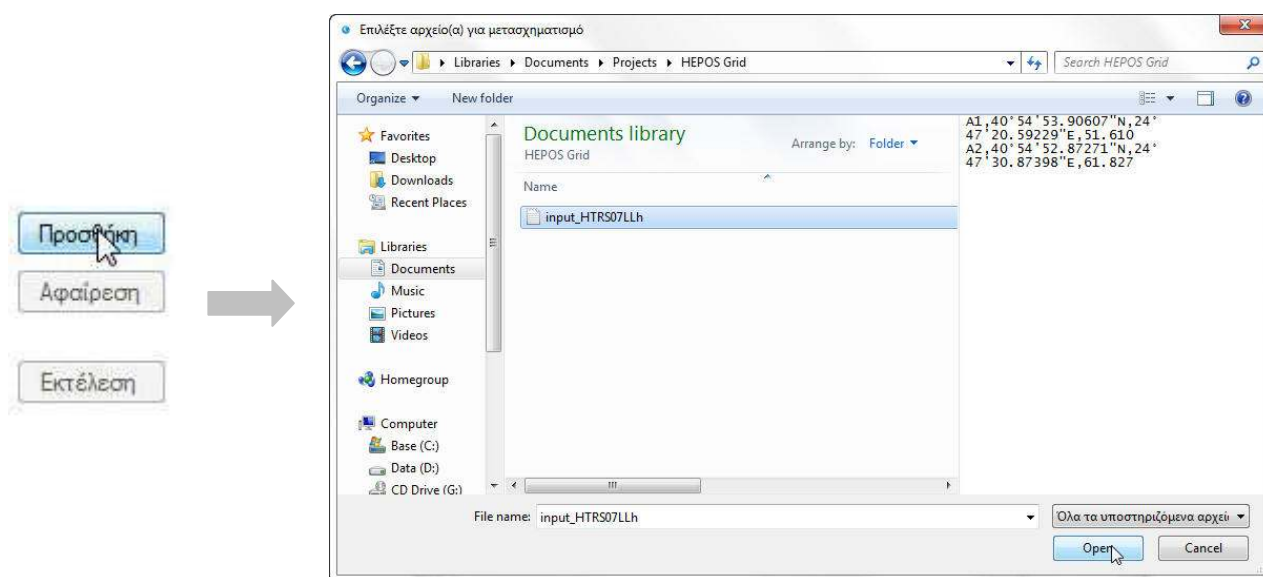 Προσθήκη
Αφαίρεση
Εκτέλεση
Επιλέξτε αρχείο(α) για μετασχηματισμό
Libraries Documents Projects HEPOS Grid
Search HEPOS Grid
Organize New folder
Favorites
Desktop
Downloads
Recent Places
Libraries
Documents
Music
Pictures
Videos
Homegroup
Computer
Base (C:)
Data (D:)
CD Drive (G:)
Documents library
HEPOS Grid
Arrange by: Folder
Name
input_HTRS07LLh
A1,40°54'53.90607"N,24°
47'20.59229"E,51.610
A2,40°54'52.87271"N,24°
47'30.87398"E,61.827
File name: input_HTRS07LLh
Όλα τα υποστηριζόμενα αρχεί
Open Cancel